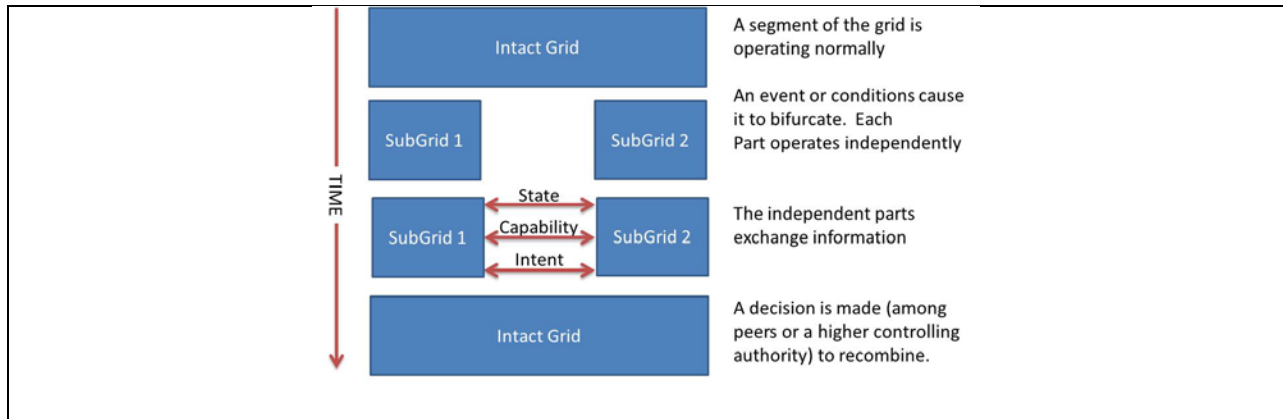 Intact Grid
A segment of the grid is
operating normally
SubGrid 1
SubGrid 2
An event or conditions cause
it to bifurcate.  Each
Part operates independently
TIME
SubGrid 1
State
Capability
Intent
SubGrid 2
The independent parts
exchange information
Intact Grid
A decision is made (among
peers or a higher controlling
authority) to recombine.